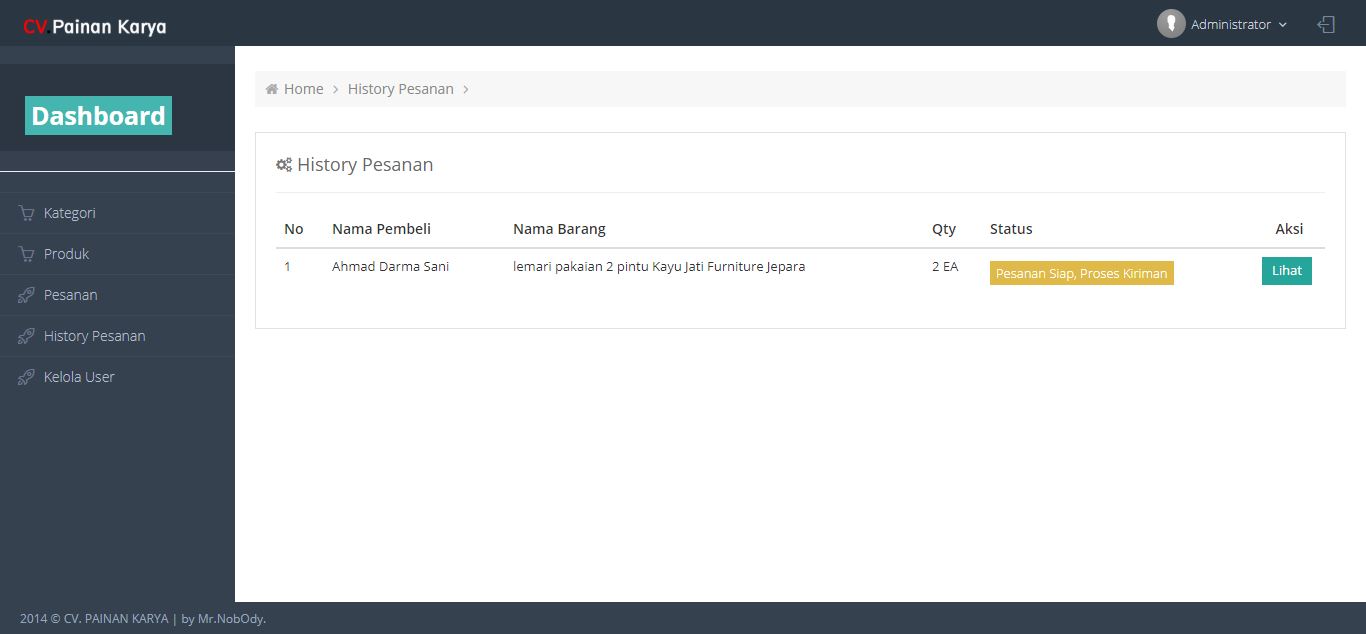 CV.Painan Karya
Administrator
Dashboard
Kategori
Produk
Pesanan
History Pesanan
Kelola User
Home > History Pesanan >
History Pesanan
No Nama Pembeli Nama Barang Qty Status Aksi
1 Ahmad Darma Sani lemari pakaian 2 pintu Kayu Jati Furniture Jepara 2 EA Pesanan Siap, Proses Kiriman Lihat
2014 © CV. PAINAN KARYA | by Mr.NobOdy.